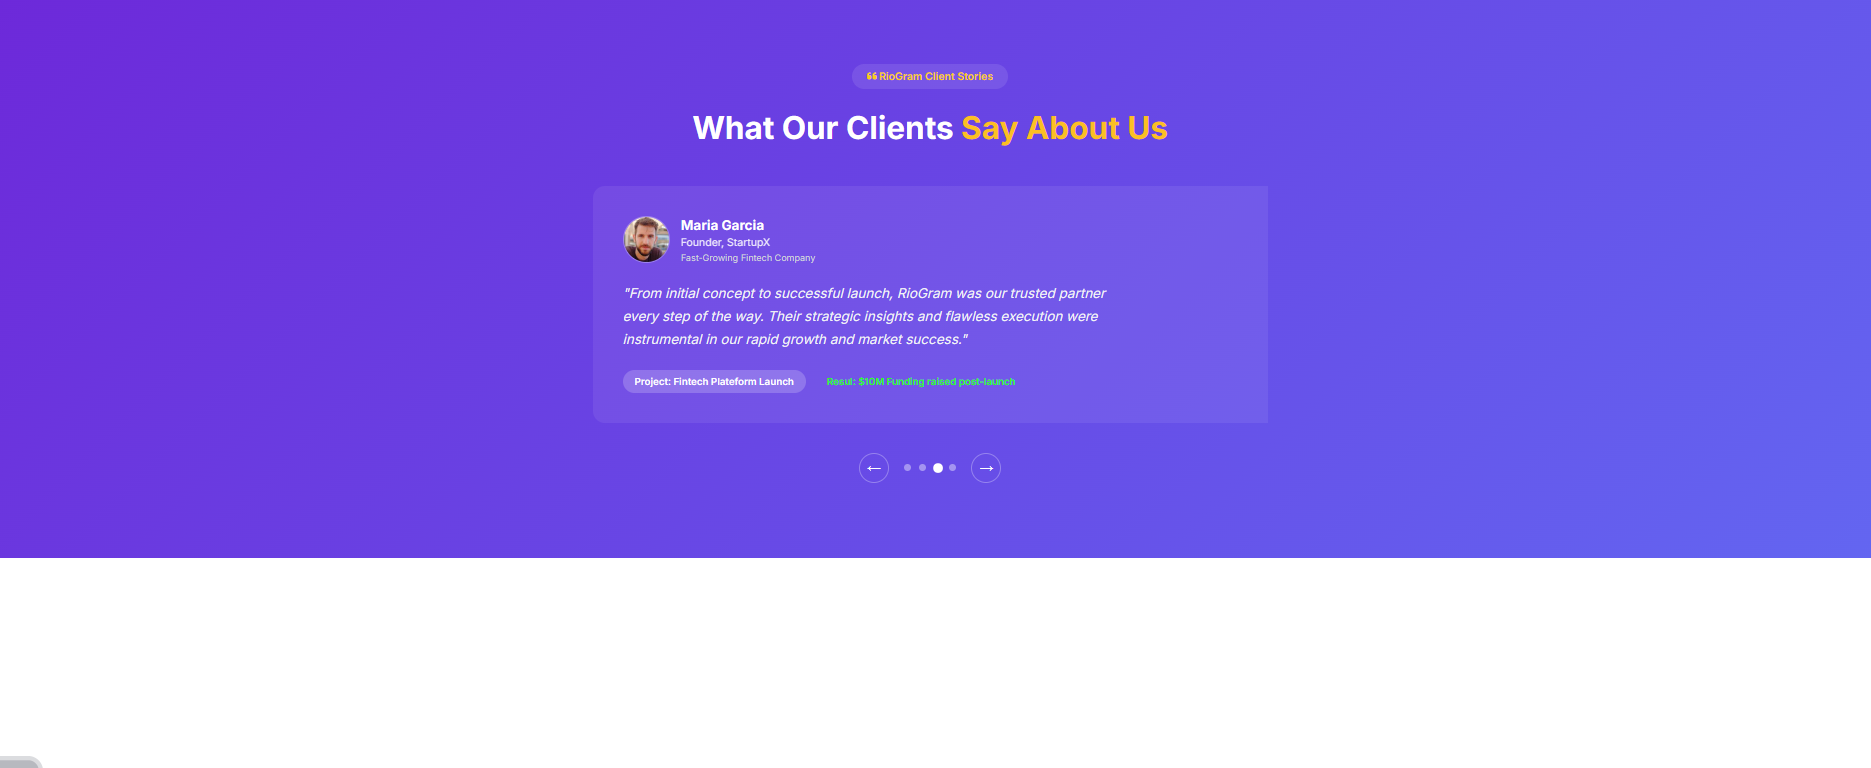 ❝ RioGram Client Stories
What Our Clients Say About Us
Maria Garcia
Founder, StartupX
Fast-Growing Fintech Company
"From initial concept to successful launch, RioGram was our trusted partner
every step of the way. Their strategic insights and flawless execution were
instrumental in our rapid growth and market success."
Project: Fintech Plateform Launch
Resul: $10M Funding raised post-launch
← →